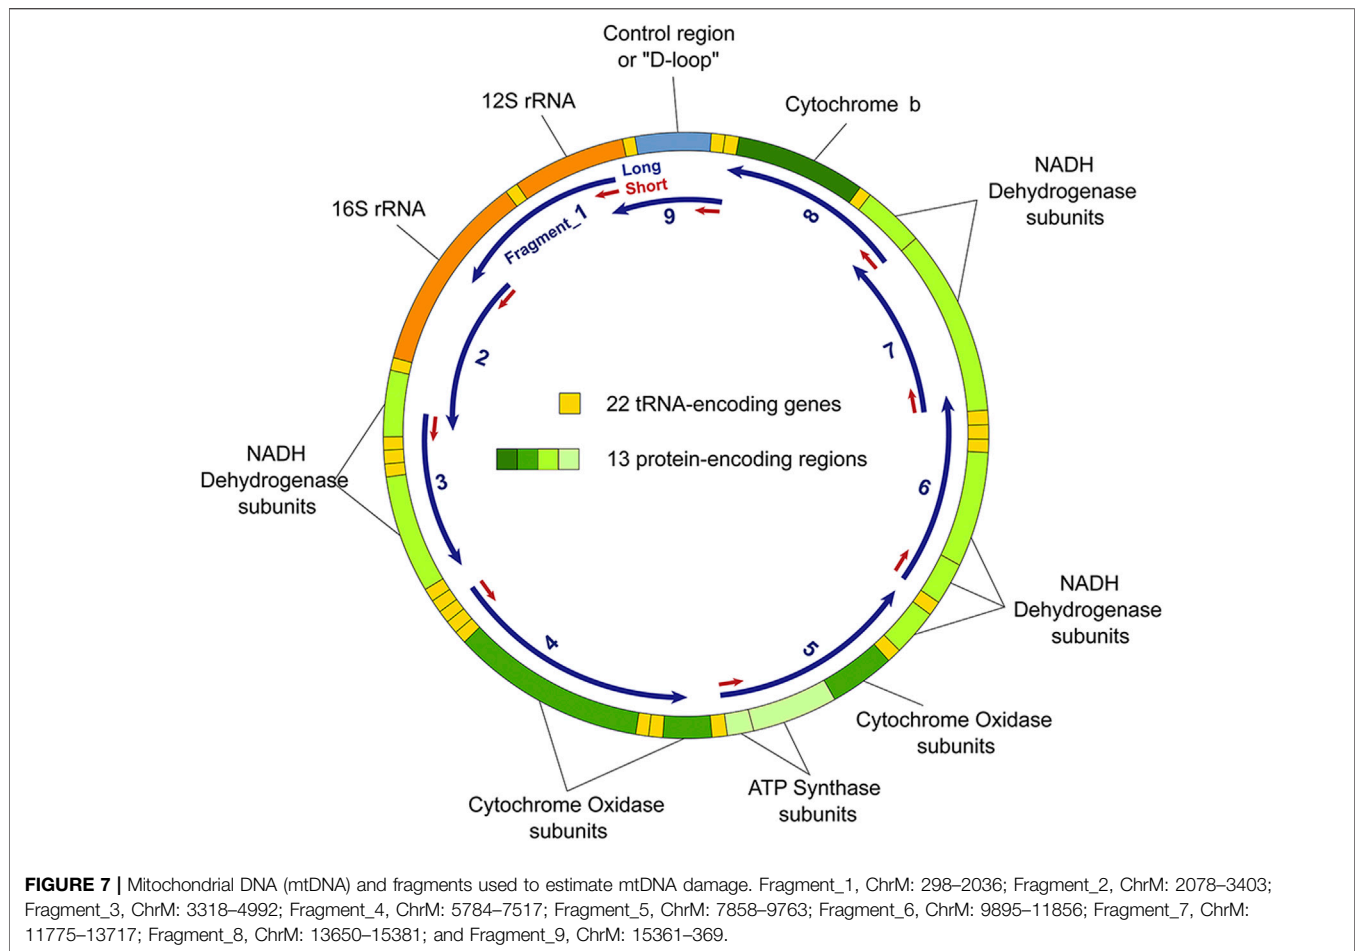 Control region
or "D-loop"
12S rRNA
Cytochrome b
NADH
Dehydrogenase
subunits
16S rRNA
Long
Short
Fragment_1
9
8
2
7
22 tRNA-encoding genes
13 protein-encoding regions
NADH
Dehydrogenase
subunits
3
6
NADH
Dehydrogenase
subunits
4
5
Cytochrome Oxidase
subunits
ATP Synthase
subunits
Cytochrome Oxidase
subunits
FIGURE 7 | Mitochondrial DNA (mtDNA) and fragments used to estimate mtDNA damage. Fragment_1, ChrM: 298–2036; Fragment_2, ChrM: 2078–3403;
Fragment_3, ChrM: 3318–4992; Fragment_4, ChrM: 5784–7517; Fragment_5, ChrM: 7858–9763; Fragment_6, ChrM: 9895–11856; Fragment_7, ChrM:
11775–13717; Fragment_8, ChrM: 13650–15381; and Fragment_9, ChrM: 15361–369.